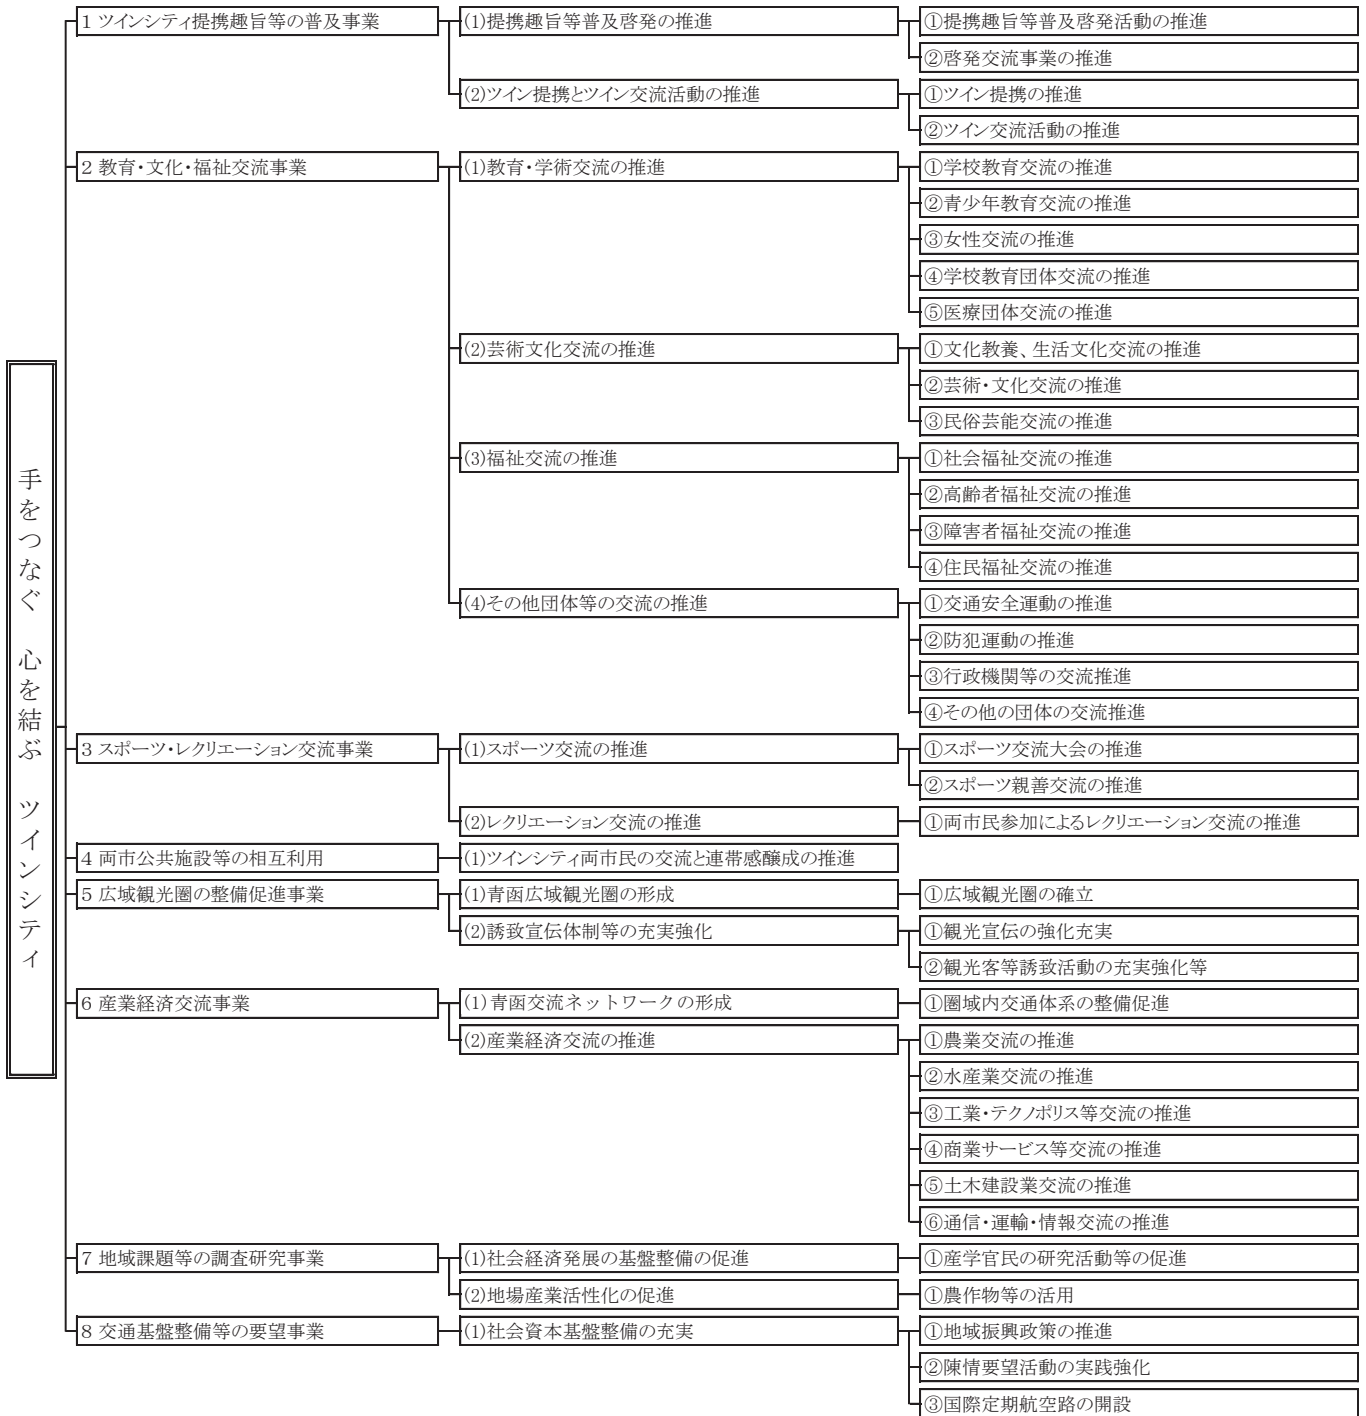 手をつなぐ　心を結ぶ　ツインシティ
1 ツインシティ提携趣旨等の普及事業
(1)提携趣旨等普及啓発の推進
①提携趣旨等普及啓発活動の推進
②啓発交流事業の推進
(2)ツイン提携とツイン交流活動の推進
①ツイン提携の推進
②ツイン交流活動の推進
2 教育・文化・福祉交流事業
(1)教育・学術交流の推進
①学校教育交流の推進
②青少年教育交流の推進
③女性交流の推進
④学校教育団体交流の推進
⑤医療団体交流の推進
(2)芸術文化交流の推進
①文化教養、生活文化交流の推進
②芸術・文化交流の推進
③民俗芸能交流の推進
(3)福祉交流の推進
①社会福祉交流の推進
②高齢者福祉交流の推進
③障害者福祉交流の推進
④住民福祉交流の推進
(4)その他団体等の交流の推進
①交通安全運動の推進
②防犯運動の推進
③行政機関等の交流推進
④その他の団体の交流推進
3 スポーツ・レクリエーション交流事業
(1)スポーツ交流の推進
①スポーツ交流大会の推進
②スポーツ親善交流の推進
(2)レクリエーション交流の推進
①両市民参加によるレクリエーション交流の推進
4 両市公共施設等の相互利用
(1)ツインシティ両市民の交流と連帯感醸成の推進
5 広域観光圏の整備促進事業
(1)青函広域観光圏の形成
①広域観光圏の確立
(2)誘致宣伝体制等の充実強化
①観光宣伝の強化充実
②観光客等誘致活動の充実強化等
6 産業経済交流事業
(1)青函交流ネットワークの形成
①圏域内交通体系の整備促進
(2)産業経済交流の推進
①農業交流の推進
②水産業交流の推進
③工業・テクノポリス等交流の推進
④商業サービス等交流の推進
⑤土木建設業交流の推進
⑥通信・運輸・情報交流の推進
7 地域課題等の調査研究事業
(1)社会経済発展の基盤整備の促進
①産学官民の研究活動等の促進
(2)地場産業活性化の促進
①農作物等の活用
8 交通基盤整備等の要望事業
(1)社会資本基盤整備の充実
①地域振興政策の推進
②陳情要望活動の実践強化
③国際定期航空路の開設